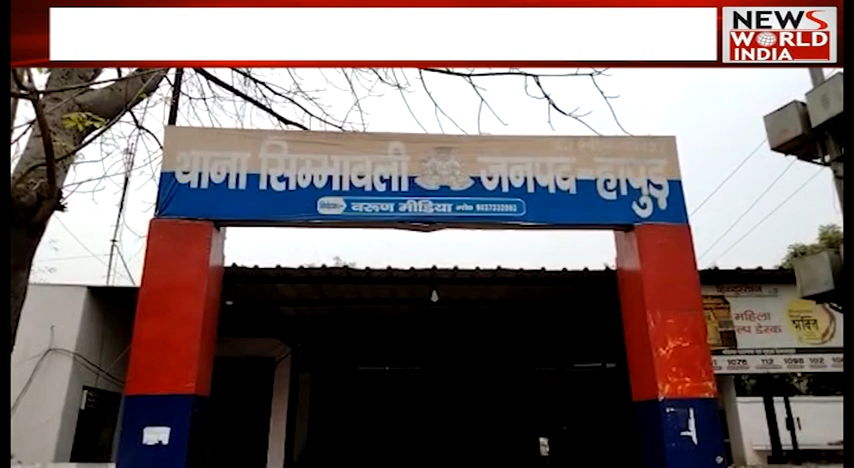 NEWS
WORLD
INDIA
थाना सिम्भावली जनपद-हापुड़
वरूण मीडिया
हिन्दुस्तान
महिला
ल्प डेस्क
1076 112 1098 102